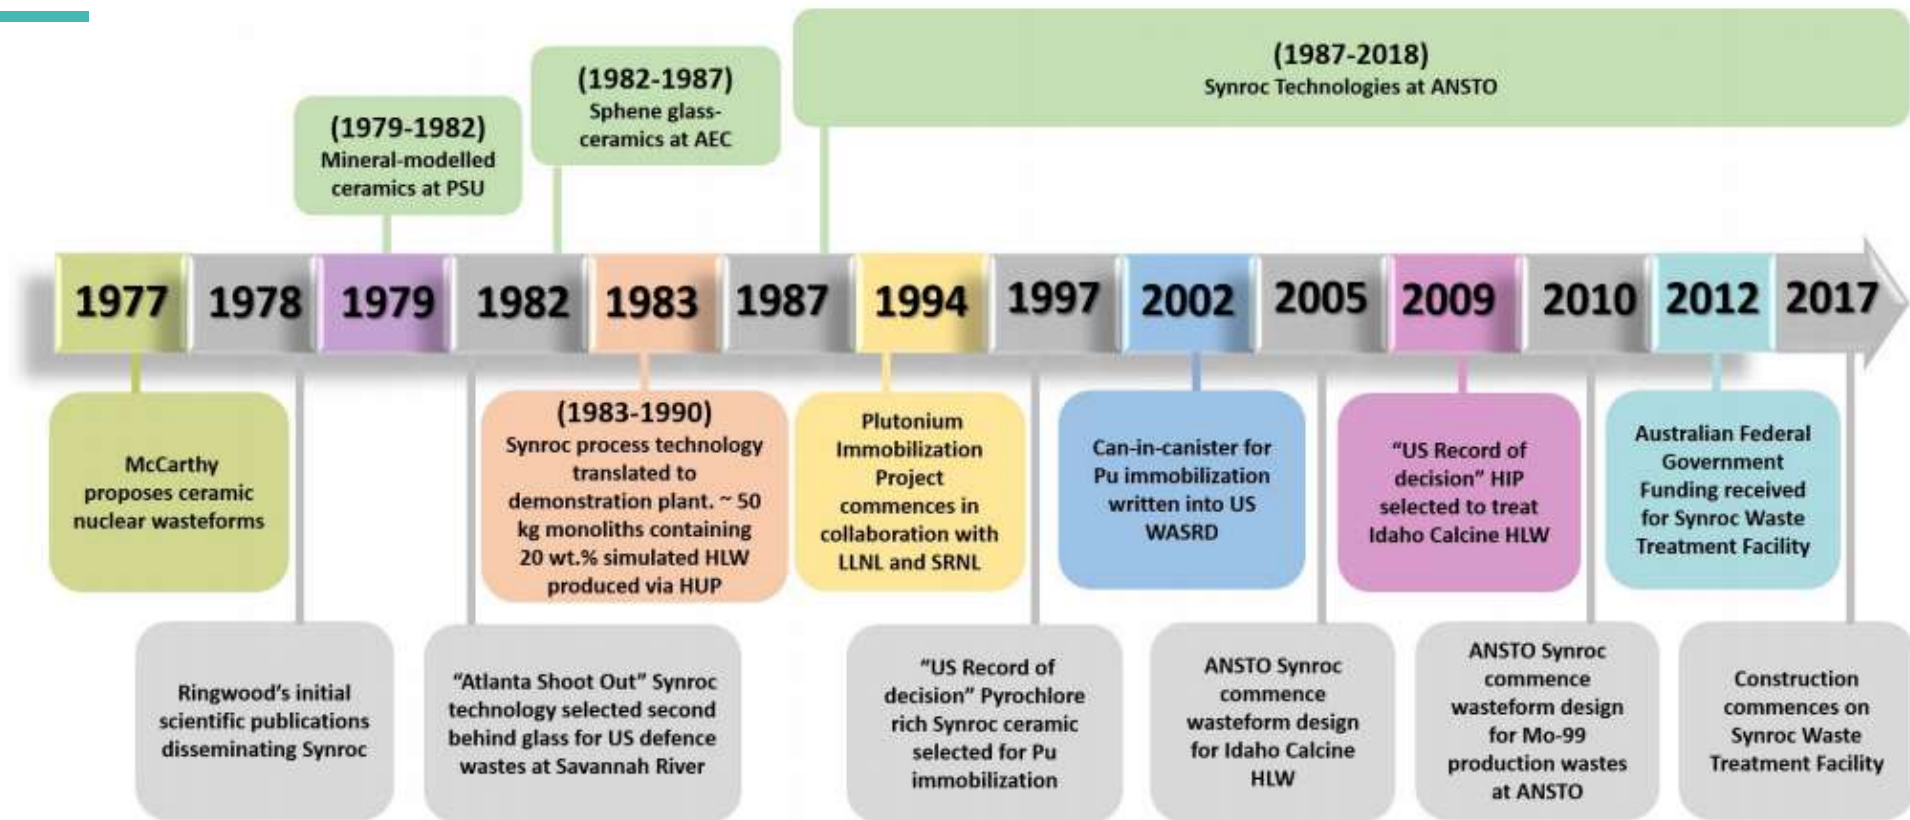 (1987-2018)
Synroc Technologies at ANSTO
(1982-1987)
Sphene glass-
ceramics at AEC
(1979-1982)
Mineral-modelled
ceramics at PSU
1977
1978
1979
1982
1983
1987
1994
1997
2002
2005
2009
2010
2012
2017
McCarthy
proposes ceramic
nuclear wasteforms
(1983-1990)
Synroc process technology
translated to
demonstration plant. ~ 50
kg monoliths containing
20 wt.% simulated HLW
produced via HUP
Plutonium
Immobilization
Project
commences in
collaboration with
LLNL and SRNL
Can-in-canister for
Pu immobilization
written into US
WASRD
"US Record of
decision" HIP
selected to treat
Idaho Calcine HLW
Australian Federal
Government
Funding received
for Synroc Waste
Treatment Facility
Ringwood's initial
scientific publications
disseminating Synroc
"Atlanta Shoot Out" Synroc
technology selected second
behind glass for US defence
wastes at Savannah River
"US Record of
decision" Pyrochlore
rich Synroc ceramic
selected for Pu
immobilization
ANSTO Synroc
commence
wasteform design
for Idaho Calcine
HLW
ANSTO Synroc
commence
wasteform design
for Mo-99
production wastes
at ANSTO
Construction
commences on
Synroc Waste
Treatment Facility